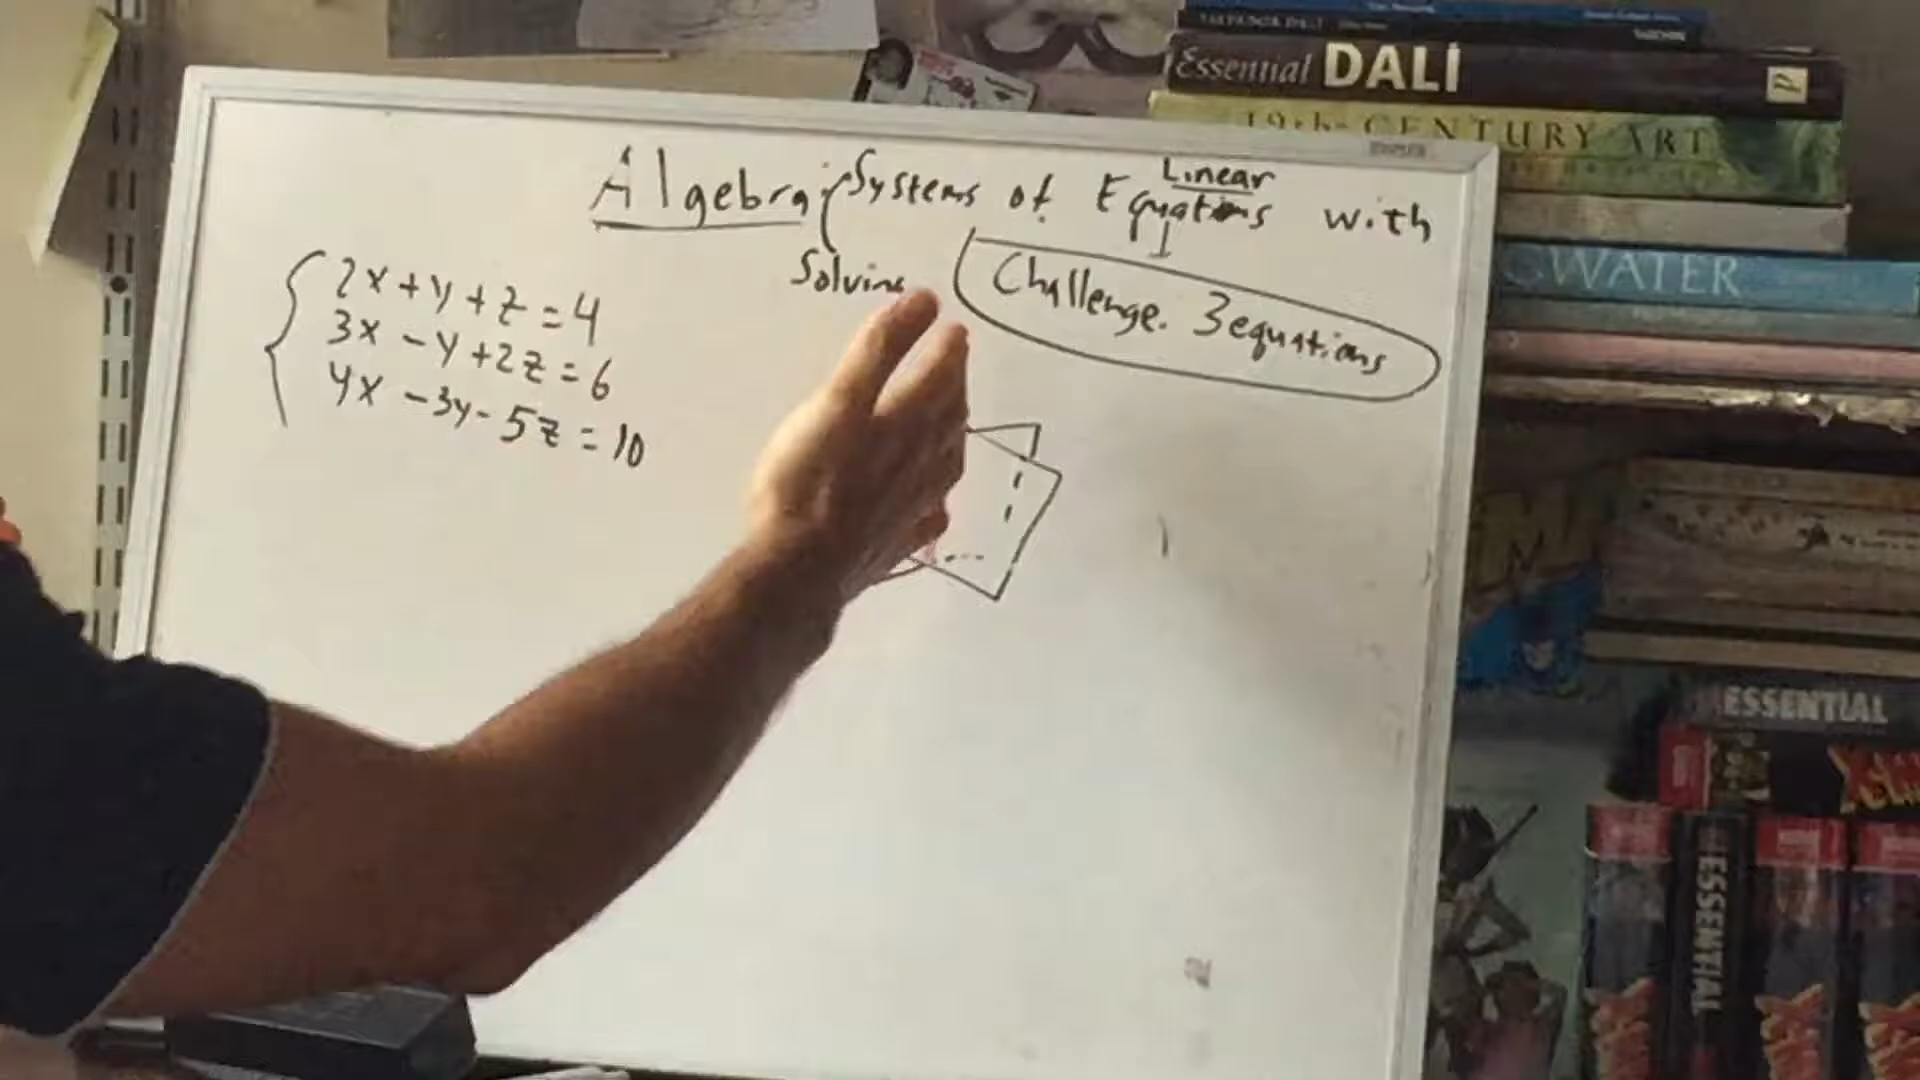 Algebra: Systems of Equations with
Linear
Solving
Challenge. 3 equations
2x + y + z = 4
3x - y + 2z = 6
4x - 3y - 5z = 10
Essential DALÍ
19th-CENTURY ART
WATER
ESSENTIAL
ESSENTIAL